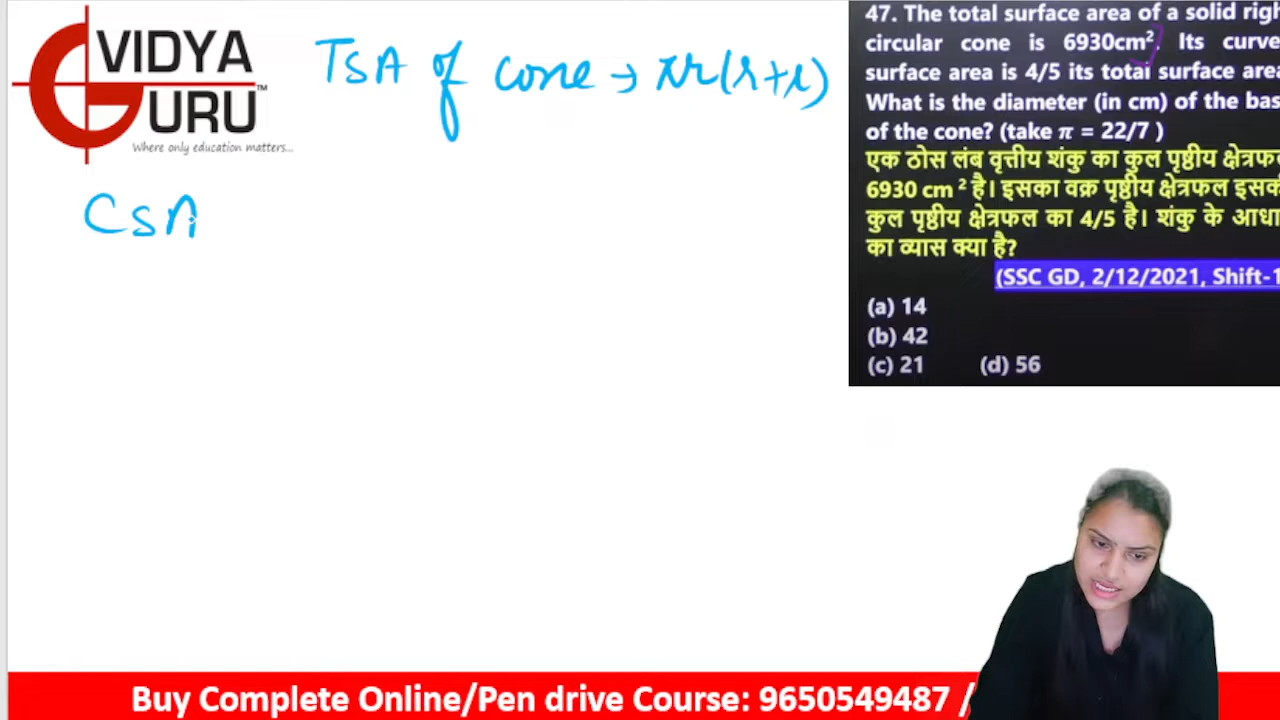 VIDYA
GURU™
Where only education matters...
TSA of cone → πr(r+l)
CSA
47. The total surface area of a solid righ
circular cone is 6930cm². Its curve
surface area is 4/5 its total surface area
What is the diameter (in cm) of the bas
of the cone? (take π = 22/7 )
एक ठोस लंब वृत्तीय शंकु का कुल पृष्ठीय क्षेत्रफ
6930 cm ² है। इसका वक्र पृष्ठीय क्षेत्रफल इसक
कुल पृष्ठीय क्षेत्रफल का 4/5 है। शंकु के आधा
का व्यास क्या है?
(SSC GD, 2/12/2021, Shift-1
(a) 14
(b) 42
(c) 21 (d) 56
Buy Complete Online/Pen drive Course: 9650549487 /